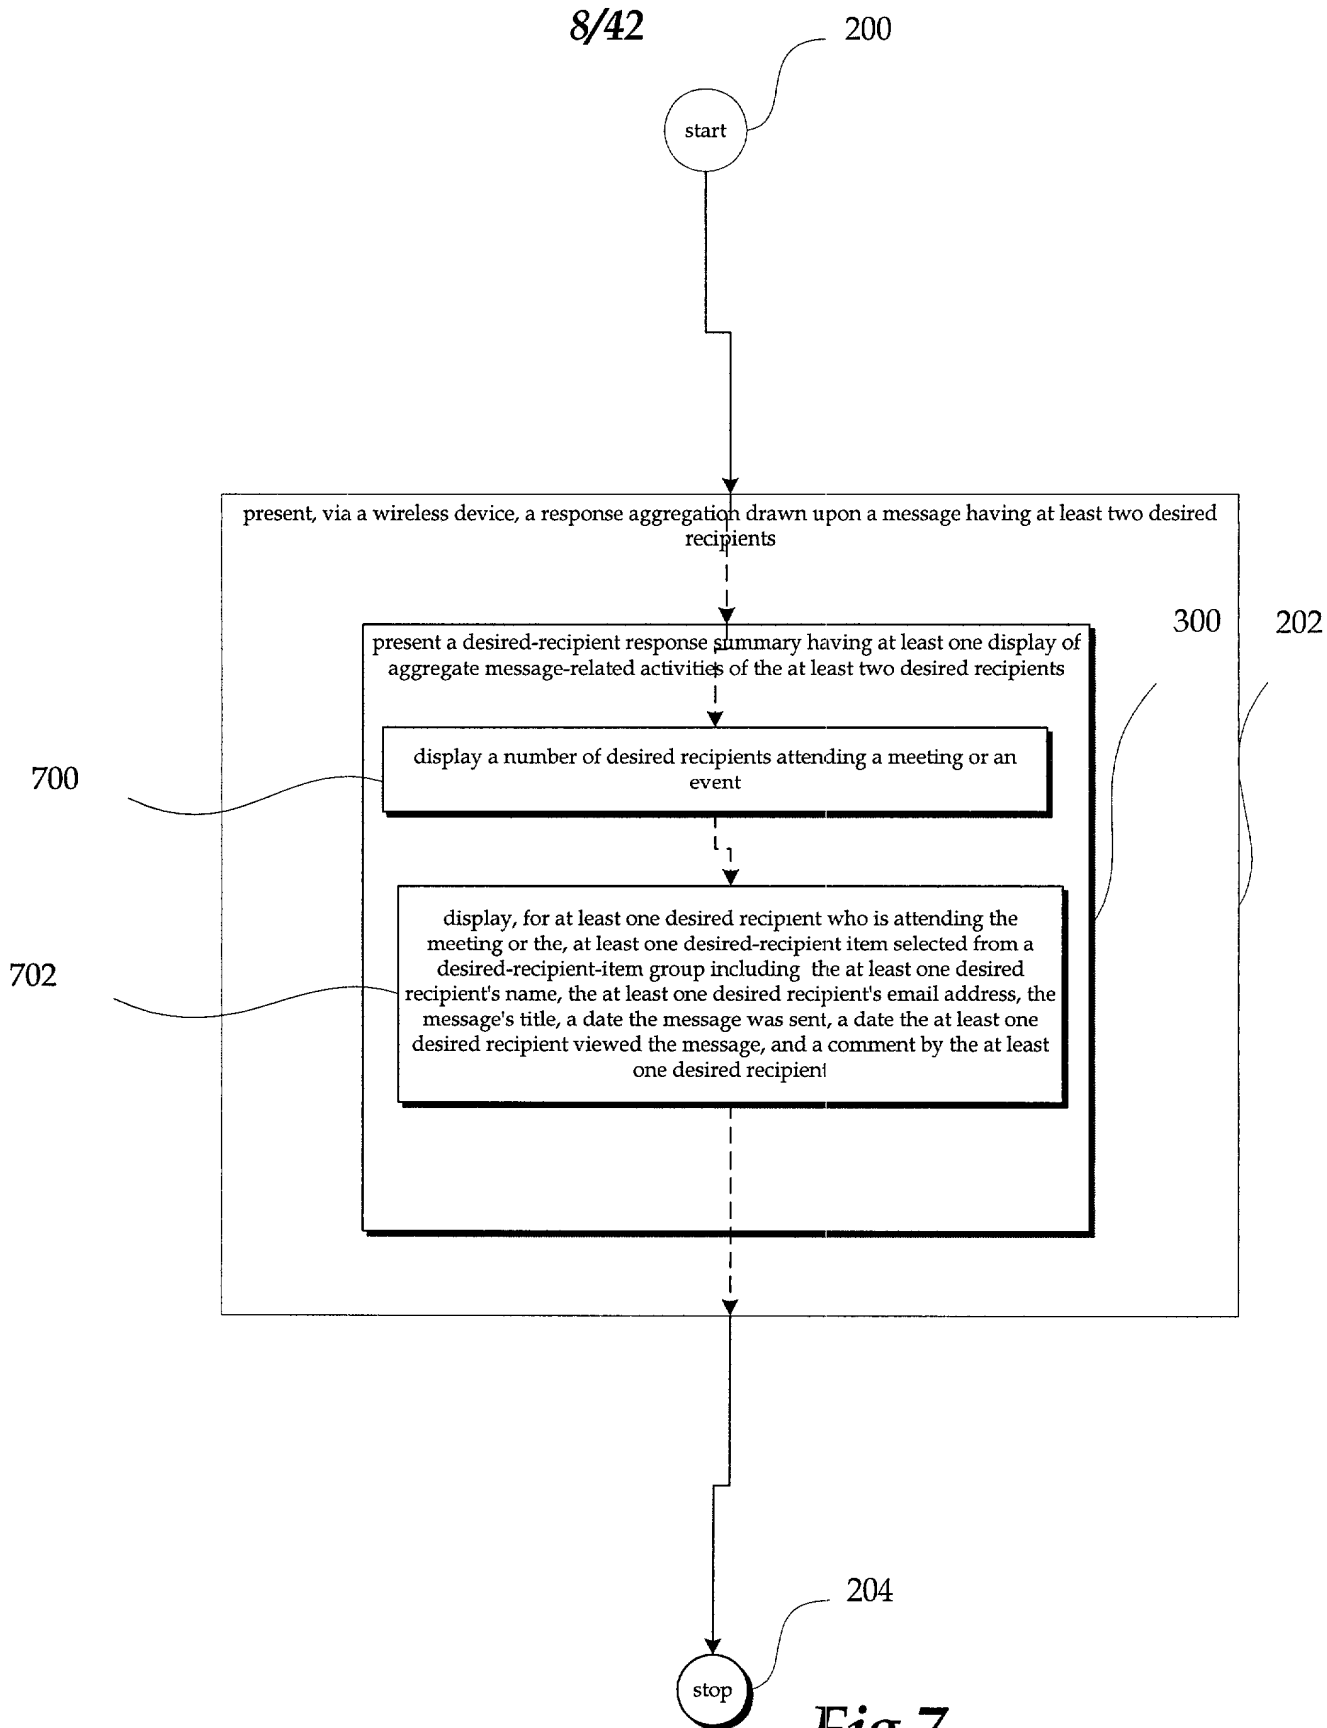 8/42
200
start
present, via a wireless device, a response aggregation drawn upon a message having at least two desired
recipients
300
202
present a desired-recipient response summary having at least one display of
aggregate message-related activities of the at least two desired recipients
700
display a number of desired recipients attending a meeting or an
event
702
display, for at least one desired recipient who is attending the
meeting or the, at least one desired-recipient item selected from a
desired-recipient-item group including the at least one desired
recipient's name, the at least one desired recipient's email address, the
message's title, a date the message was sent, a date the at least one
desired recipient viewed the message, and a comment by the at least
one desired recipient
204
stop
Fig 7